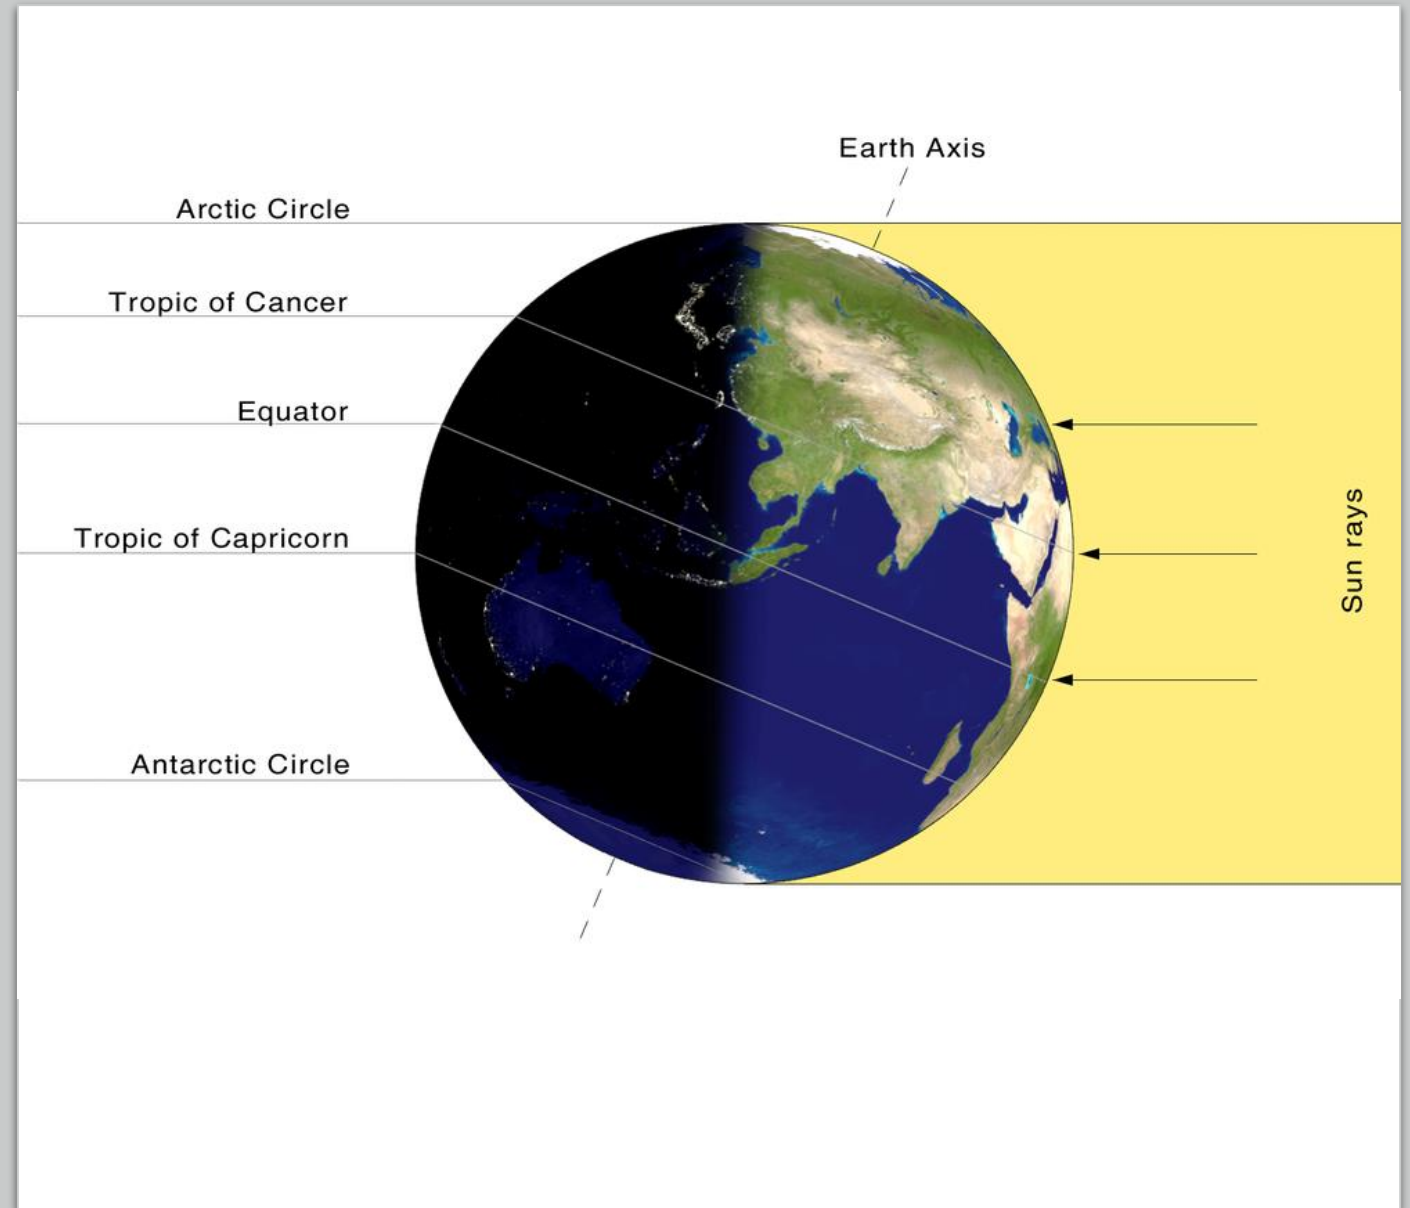 Earth Axis
Arctic Circle
Tropic of Cancer
Equator
Tropic of Capricorn
Antarctic Circle
Sun rays